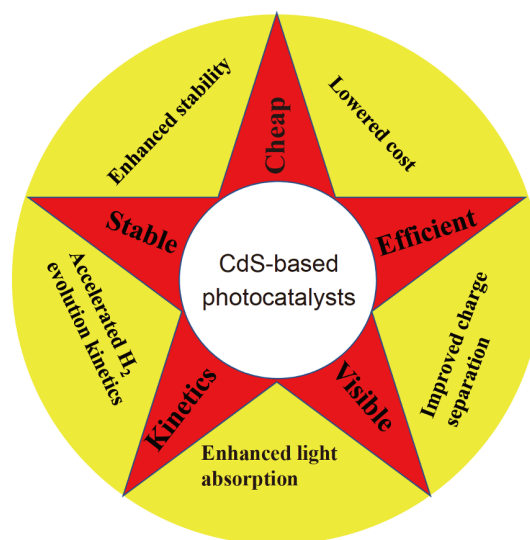 Cheap
Enhanced stability
Lowered cost
Stable
Efficient
CdS-based
photocatalysts
Accelerated H₂
evolution kinetics
Improved charge
separation
Kinetics
Visible
Enhanced light
absorption